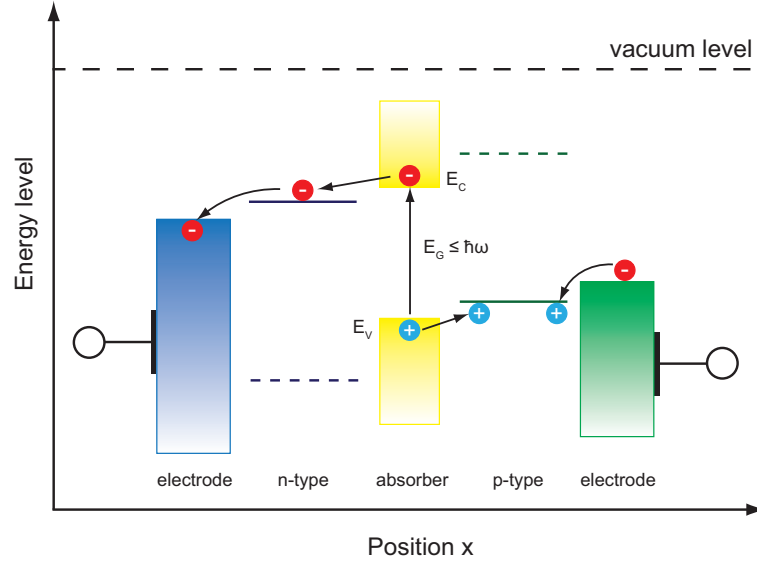 vacuum level
Energy level
-
-
-
E_C
E_G ≤ ħω
-
E_V
+
+
+
electrode
n-type
absorber
p-type
electrode
Position x